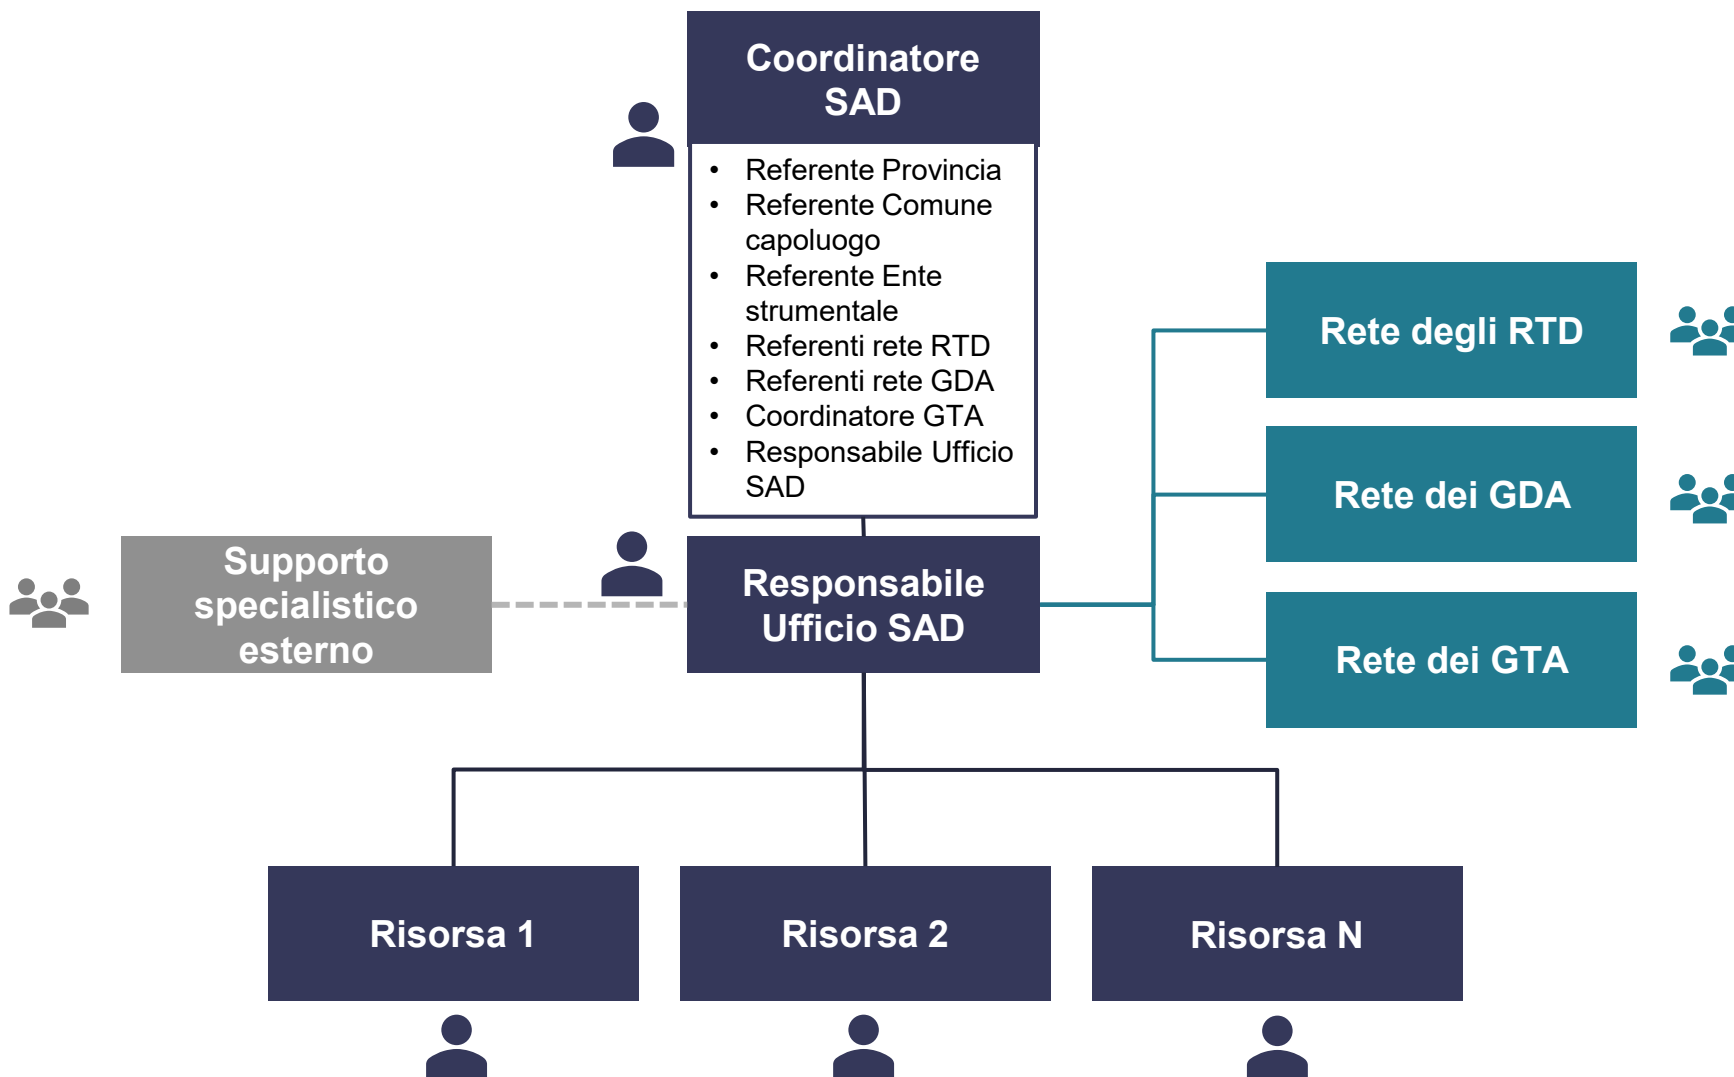 Coordinatore
SAD
• Referente Provincia
• Referente Comune
capoluogo
• Referente Ente
strumentale
• Referenti rete RTD
• Referenti rete GDA
• Coordinatore GTA
• Responsabile Ufficio
SAD
Rete degli RTD
Rete dei GDA
Rete dei GTA
Supporto
specialistico
esterno
Responsabile
Ufficio SAD
Risorsa 1
Risorsa 2
Risorsa N